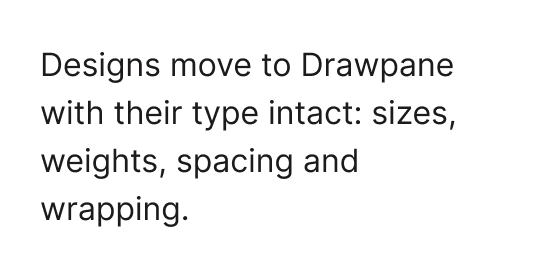 Designs move to Drawpane
with their type intact: sizes,
weights, spacing and
wrapping.